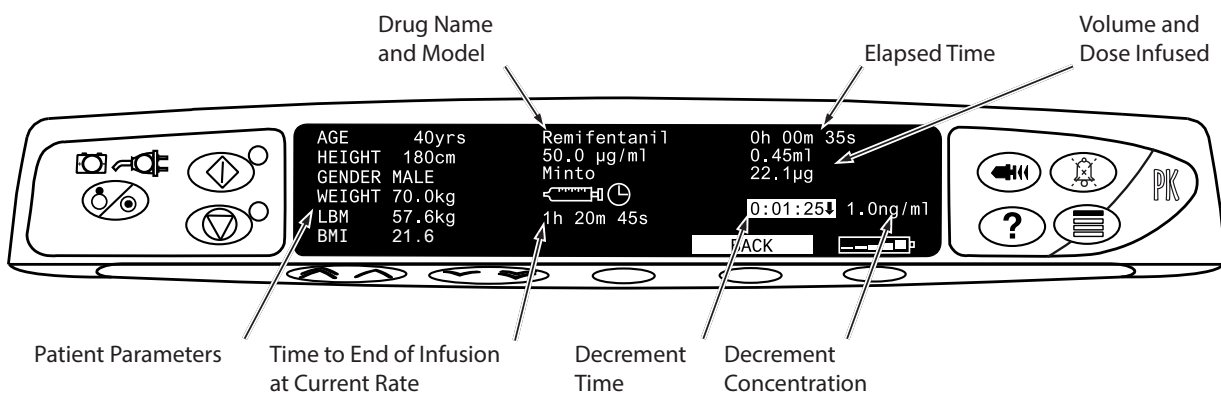 Drug Name
and Model
Elapsed Time
Volume and
Dose Infused
AGE 40yrs
HEIGHT 180cm
GENDER MALE
WEIGHT 70.0kg
LBM 57.6kg
BMI 21.6
Remifentanil
50.0 µg/ml
Minto
1h 20m 45s
0h 00m 35s
0.45ml
22.1µg
0:01:25⬇ 1.0ng/ml
BACK
?
PK
Patient Parameters
Time to End of Infusion
at Current Rate
Decrement
Time
Decrement
Concentration